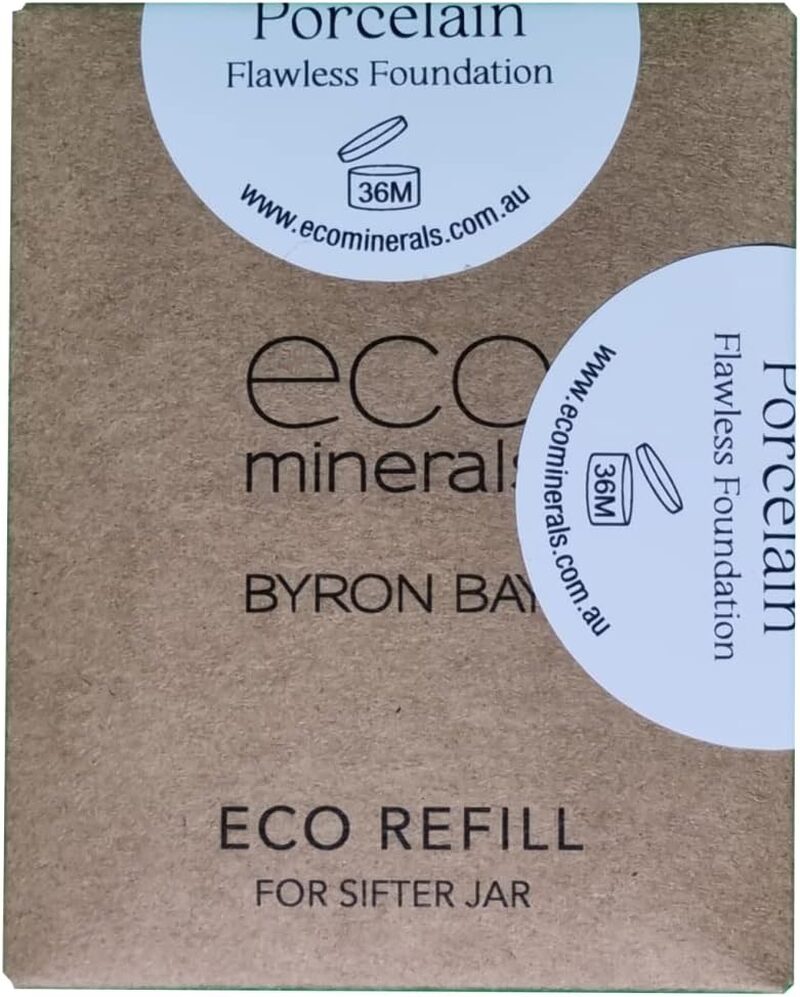 Porcelain
Flawless Foundation
36M
www.ecominerals.com.au
eco
minerals
BYRON BAY
Porcelain
Flawless Foundation
36M
www.ecominerals.com.au
ECO REFILL
FOR SIFTER JAR